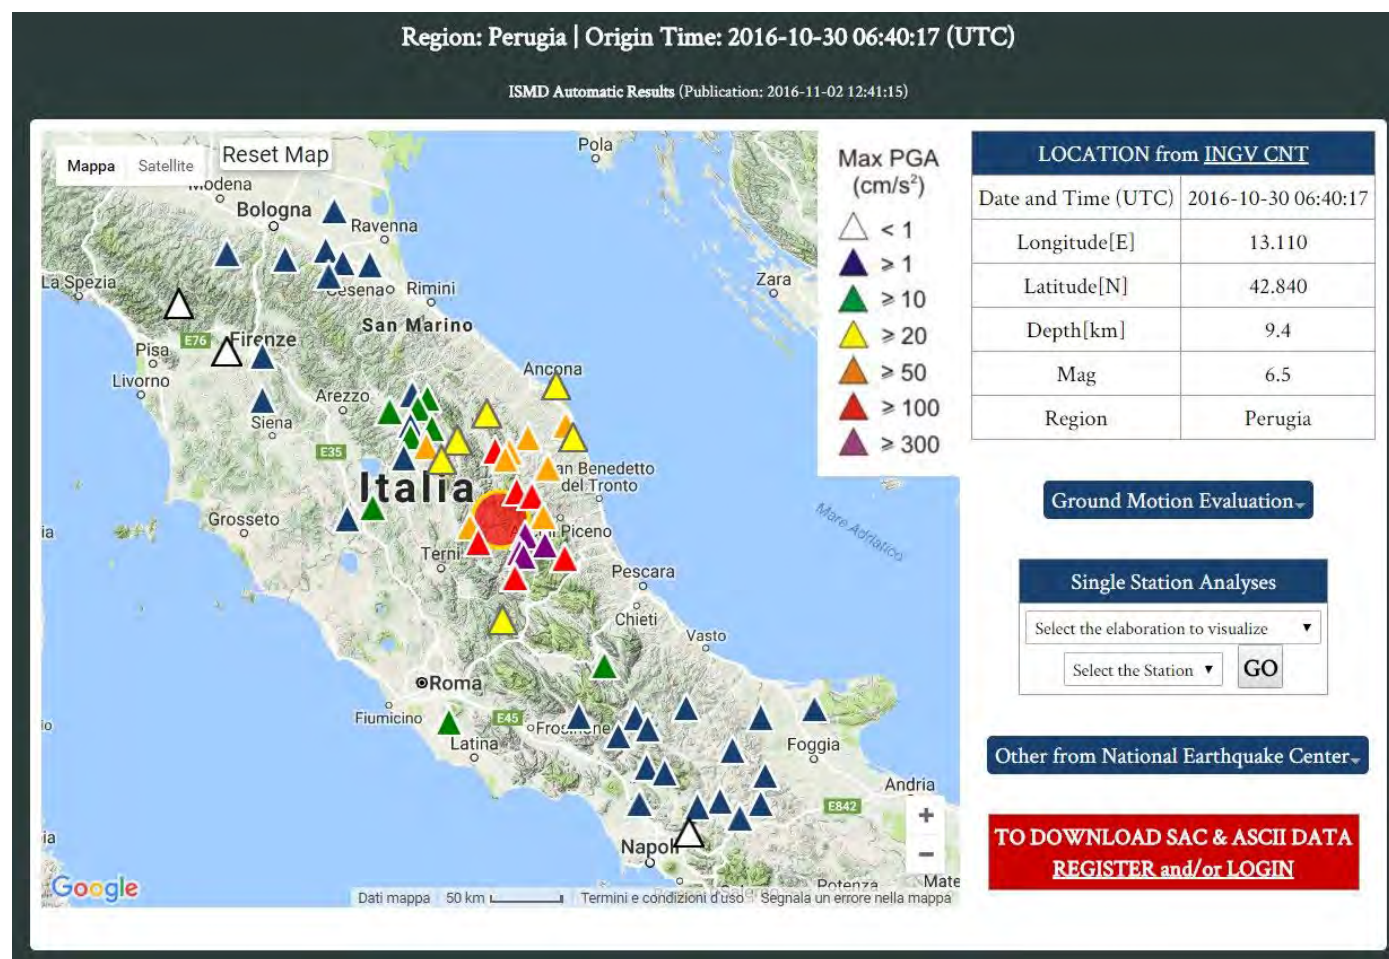 Region: Perugia | Origin Time: 2016-10-30 06:40:17 (UTC)
ISMD Automatic Results (Publication: 2016-11-02 12:41:15)
Mappa
Satellite
Reset Map
Modena
Bologna
Ravenna
Pola
La Spezia
Cesena
Rimini
Zara
San Marino
E76
Firenze
Pisa
Livorno
Ancona
Arezzo
Siena
E35
Italia
San Benedetto
del Tronto
Grosseto
Piceno
Mare Adriatico
Terni
Pescara
Chieti
Vasto
Roma
Fiumicino
E45
Frosinone
Latina
Foggia
Andria
E842
Napoli
Potenza
Mate
Google
Dati mappa
50 km
Termini e condizioni d'uso
Segnala un errore nella mappa
+
−
Max PGA
(cm/s²)
< 1
⩾ 1
⩾ 10
⩾ 20
⩾ 50
⩾ 100
⩾ 300
LOCATION from INGV CNT
Date and Time (UTC) 2016-10-30 06:40:17
Longitude[E] 13.110
Latitude[N] 42.840
Depth[km] 9.4
Mag 6.5
Region Perugia
Ground Motion Evaluation
Single Station Analyses
Select the elaboration to visualize
Select the Station
GO
Other from National Earthquake Center
TO DOWNLOAD SAC & ASCII DATA
REGISTER and/or LOGIN